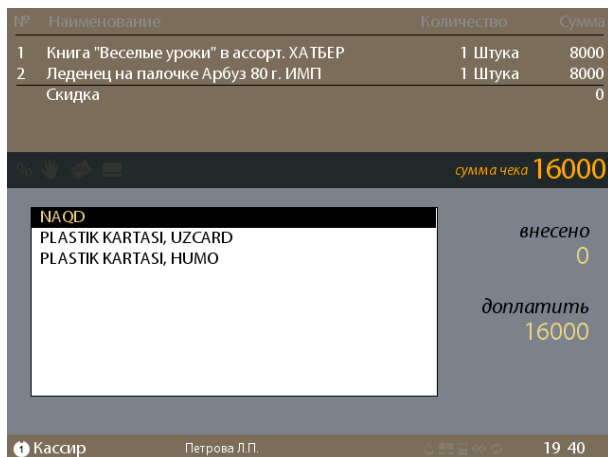 № Наименование Количество Сумма
1 Книга "Веселые уроки" в ассорт. ХАТБЕР 1 Штука 8000
2 Леденец на палочке Арбуз 80 г. ИМП 1 Штука 8000
Скидка 0
% сумма чека 16000
NAQD
PLASTIK KARTASI, UZCARD
PLASTIK KARTASI, HUMO
внесено
0
доплатить
16000
1 Кассир Петрова Л.П. 19 40